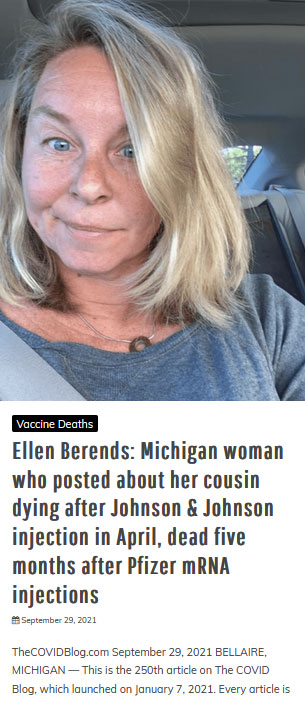 Vaccine Deaths
Ellen Berends: Michigan woman
who posted about her cousin
dying after Johnson & Johnson
injection in April, dead five
months after Pfizer mRNA
injections
September 29, 2021
TheCOVIDBlog.com September 29, 2021 BELLAIRE,
MICHIGAN — This is the 250th article on The COVID
Blog, which launched on January 7, 2021. Every article is